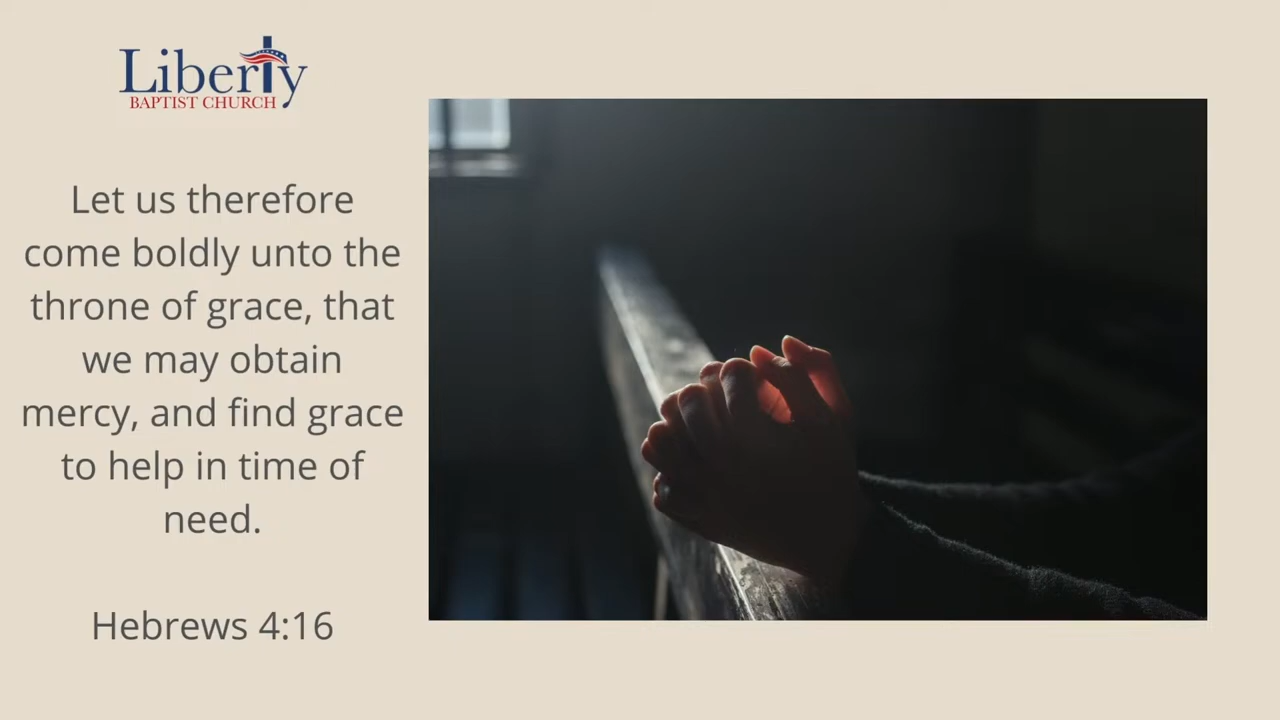 Liberty
BAPTIST CHURCH
Let us therefore
come boldly unto the
throne of grace, that
we may obtain
mercy, and find grace
to help in time of
need.
Hebrews 4:16